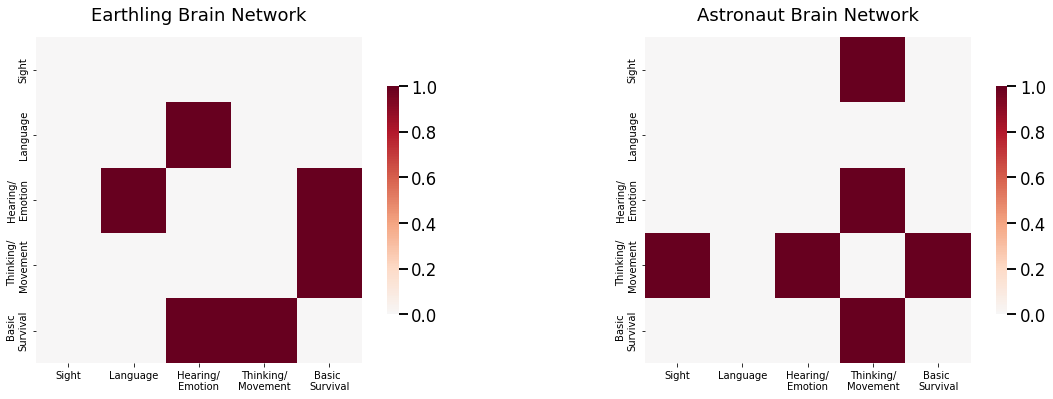 Earthling Brain Network
Sight
Language
Hearing/
Emotion
Thinking/
Movement
Basic
Survival
Sight
Language
Hearing/
Emotion
Thinking/
Movement
Basic
Survival
1.0
0.8
0.6
0.4
0.2
0.0
Astronaut Brain Network
Sight
Language
Hearing/
Emotion
Thinking/
Movement
Basic
Survival
Sight
Language
Hearing/
Emotion
Thinking/
Movement
Basic
Survival
1.0
0.8
0.6
0.4
0.2
0.0